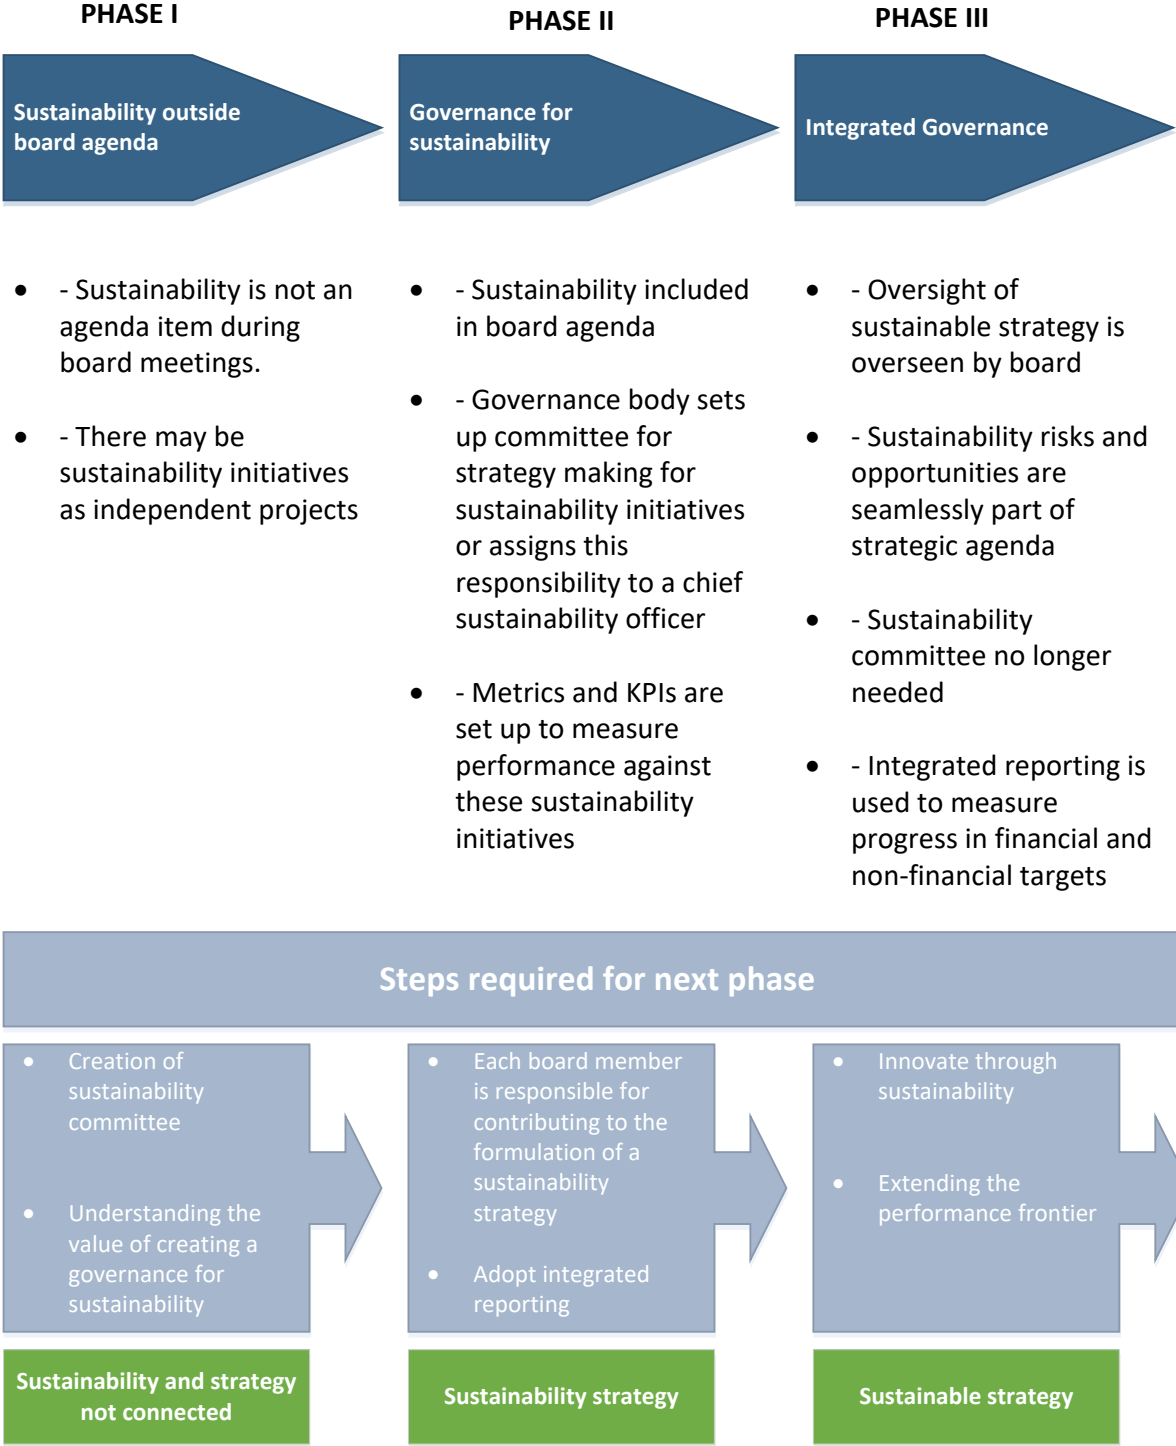 PHASE I
PHASE II
PHASE III
Sustainability outside
board agenda
Governance for
sustainability
Integrated Governance
• - Sustainability is not an
agenda item during
board meetings.
• - There may be
sustainability initiatives
as independent projects
• - Sustainability included
in board agenda
• - Governance body sets
up committee for
strategy making for
sustainability initiatives
or assigns this
responsibility to a chief
sustainability officer
• - Metrics and KPIs are
set up to measure
performance against
these sustainability
initiatives
• - Oversight of
sustainable strategy is
overseen by board
• - Sustainability risks and
opportunities are
seamlessly part of
strategic agenda
• - Sustainability
committee no longer
needed
• - Integrated reporting is
used to measure
progress in financial and
non-financial targets
Steps required for next phase
• Creation of
sustainability
committee
• Understanding the
value of creating a
governance for
sustainability
• Each board member
is responsible for
contributing to the
formulation of a
sustainability
strategy
• Adopt integrated
reporting
• Innovate through
sustainability
• Extending the
performance frontier
Sustainability and strategy
not connected
Sustainability strategy
Sustainable strategy